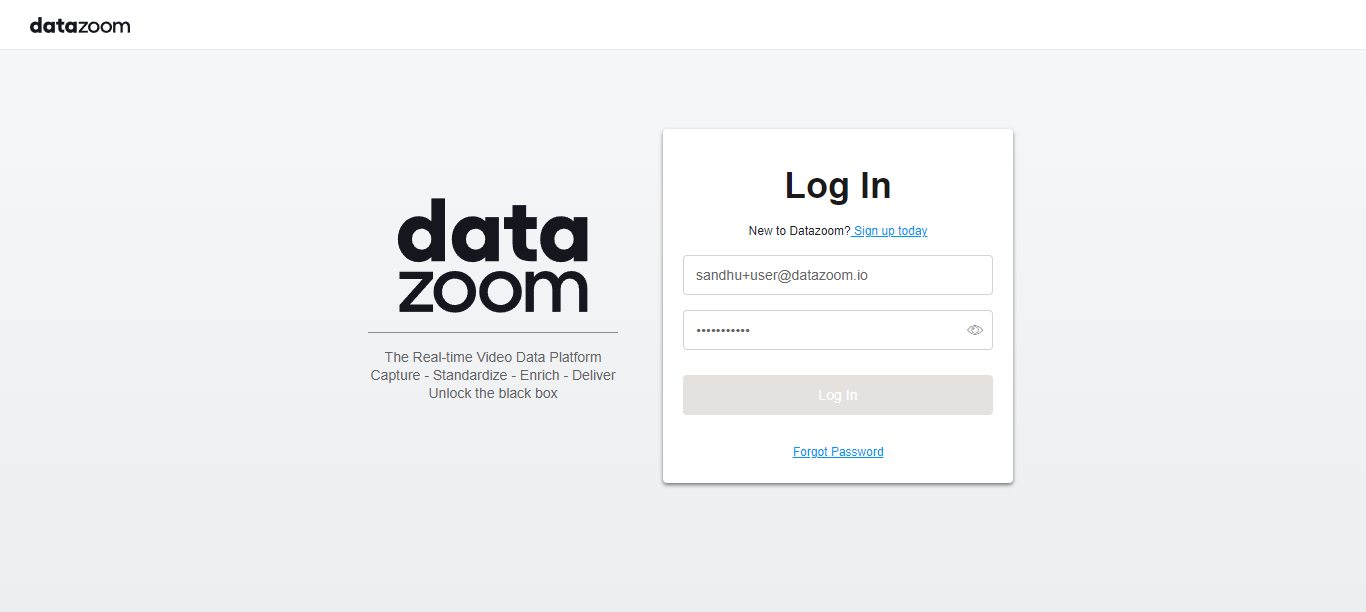 datazoom
data
zoom
The Real-time Video Data Platform
Capture - Standardize - Enrich - Deliver
Unlock the black box
Log In
New to Datazoom? Sign up today
sandhu+user@datazoom.io
•••••••••••
Log In
Forgot Password